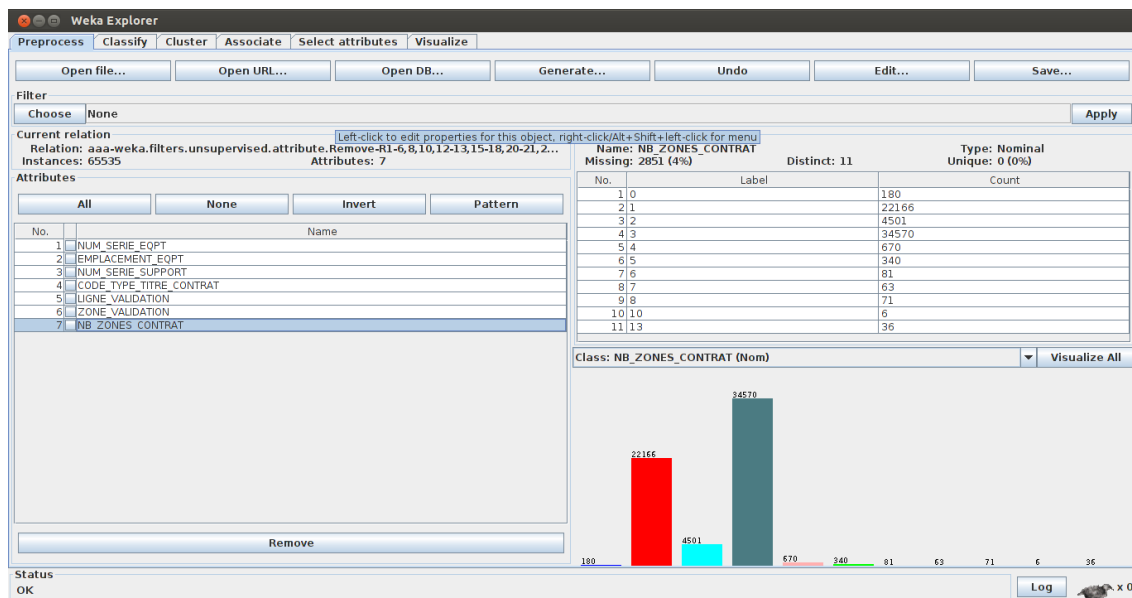 Weka Explorer
Preprocess Classify Cluster Associate Select attributes Visualize
Open file... Open URL... Open DB... Generate... Undo Edit... Save...
Filter
Choose None Apply
Current relation
Left-click to edit properties for this object, right-click/Alt+Shift+left-click for menu
Relation: aaa-weka.filters.unsupervised.attribute.Remove-R1-6,8,10,12-13,15-18,20-21,2...
Instances: 65535 Attributes: 7
Name: NB_ZONES_CONTRAT Type: Nominal
Missing: 2851 (4%) Distinct: 11 Unique: 0 (0%)
Attributes
All None Invert Pattern
No. Name
1 NUM_SERIE_EQPT
2 EMPLACEMENT_EQPT
3 NUM_SERIE_SUPPORT
4 CODE_TYPE_TITRE_CONTRAT
5 LIGNE_VALIDATION
6 ZONE_VALIDATION
7 NB_ZONES_CONTRAT
Remove
No. Label Count
1 0 180
2 1 22166
3 2 4501
4 3 34570
5 4 670
6 5 340
7 6 81
8 7 63
9 8 71
10 10 6
11 13 36
Class: NB_ZONES_CONTRAT (Nom) Visualize All
34570
22166
4501
180 670 340 81 63 71 6 36
Status
OK
Log x 0